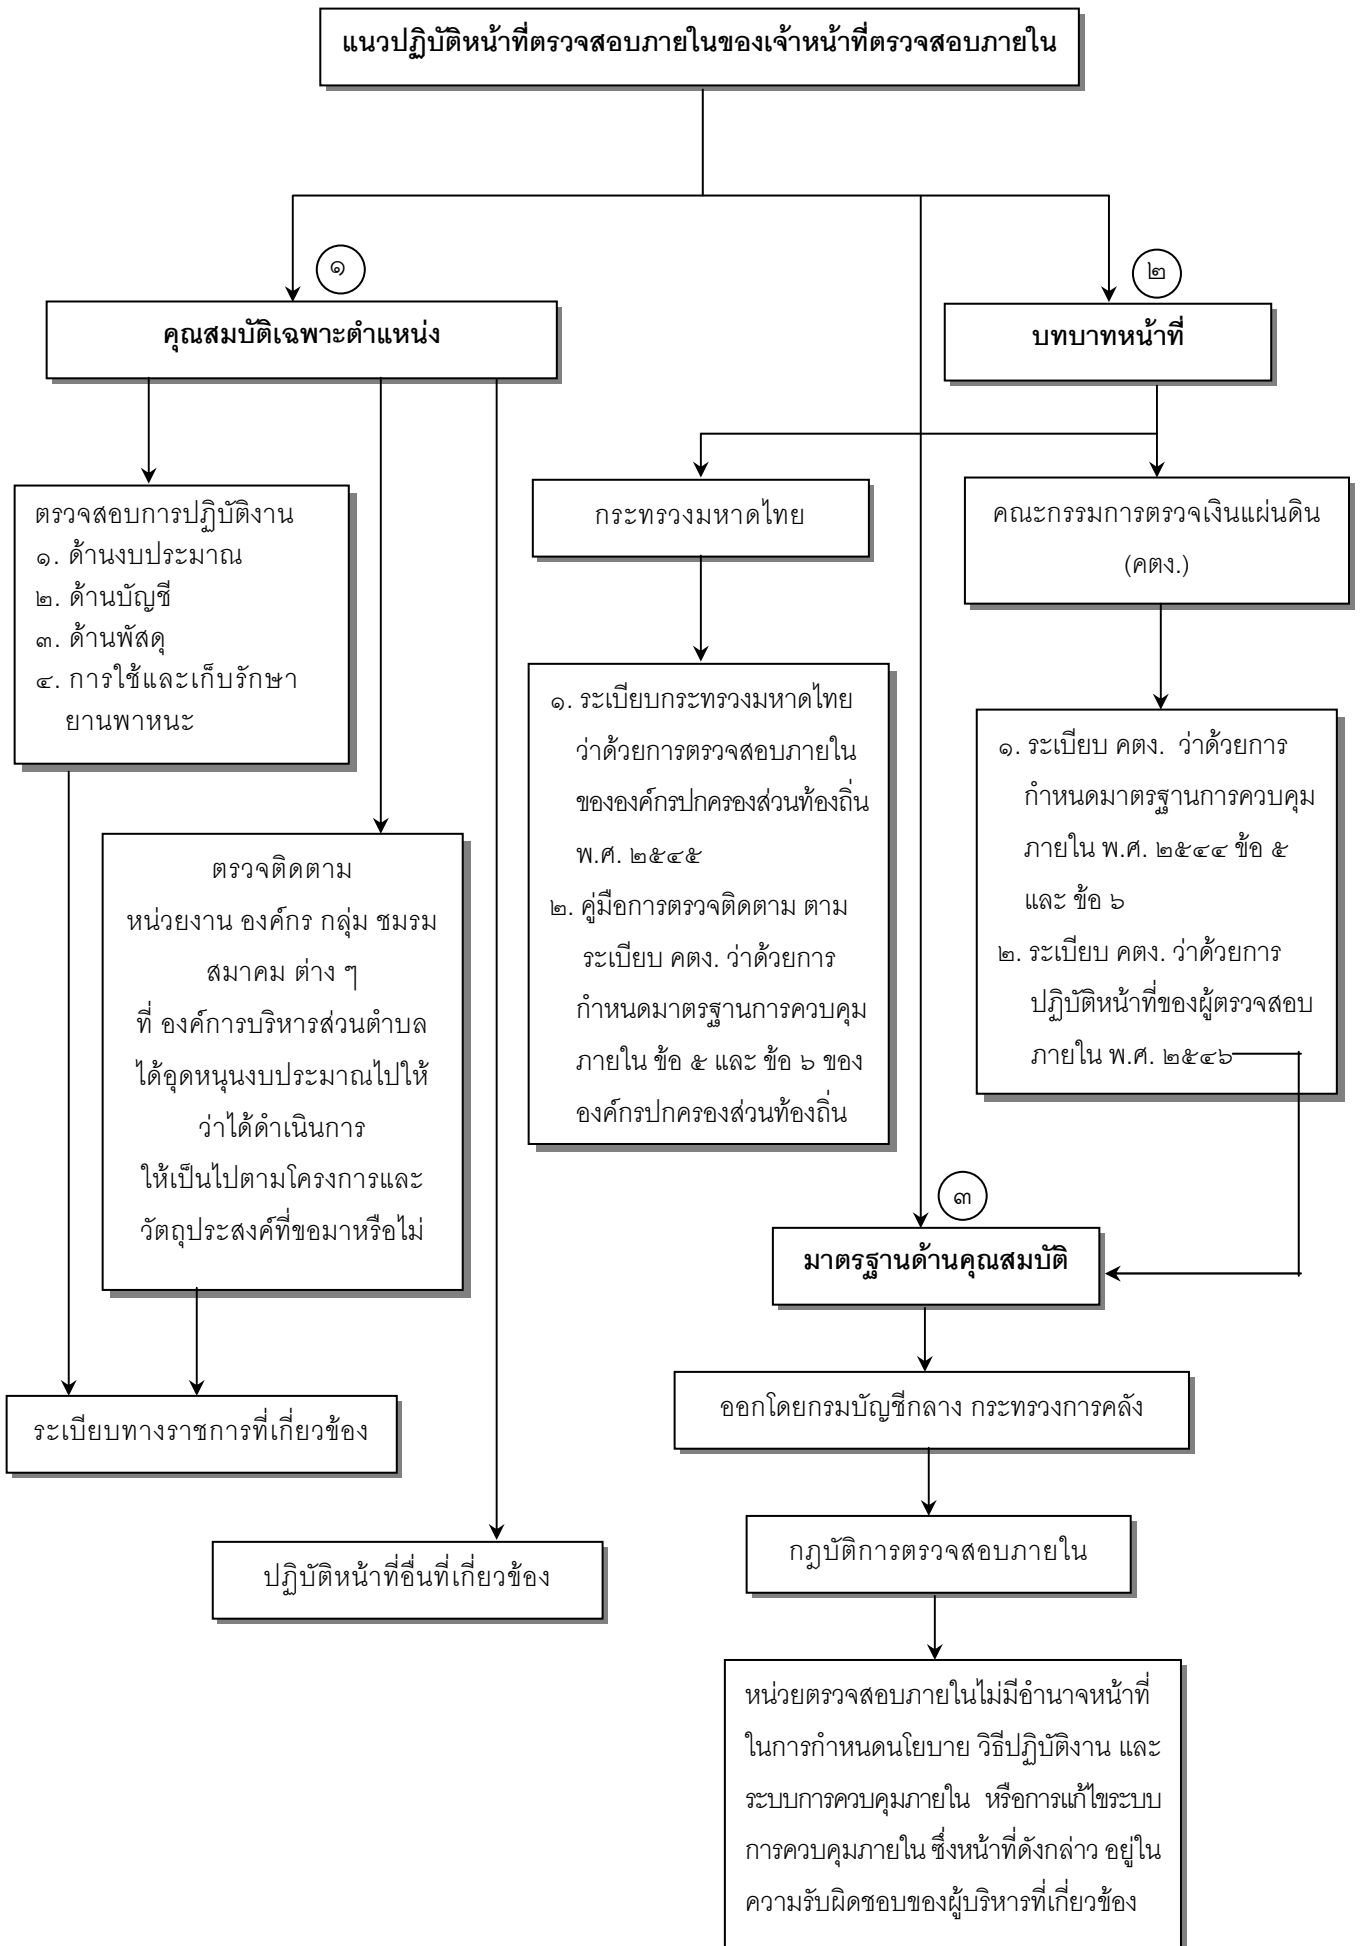 แนวปฏิบัติหน้าที่ตรวจสอบภายในของเจ้าหน้าที่ตรวจสอบภายใน
๑
คุณสมบัติเฉพาะตำแหน่ง
๒
บทบาทหน้าที่
ตรวจสอบการปฏิบัติงาน
๑. ด้านงบประมาณ
๒. ด้านบัญชี
๓. ด้านพัสดุ
๔. การใช้และเก็บรักษา
ยานพาหนะ
กระทรวงมหาดไทย
คณะกรรมการตรวจเงินแผ่นดิน
(คตง.)
๑. ระเบียบกระทรวงมหาดไทย
ว่าด้วยการตรวจสอบภายใน
ขององค์กรปกครองส่วนท้องถิ่น
พ.ศ. ๒๕๔๕
๒. คู่มือการตรวจติดตาม ตาม
ระเบียบ คตง. ว่าด้วยการ
กำหนดมาตรฐานการควบคุม
ภายใน ข้อ ๕ และ ข้อ ๖ ของ
องค์กรปกครองส่วนท้องถิ่น
๑. ระเบียบ คตง. ว่าด้วยการ
กำหนดมาตรฐานการควบคุม
ภายใน พ.ศ. ๒๕๔๔ ข้อ ๕
และ ข้อ ๖
๒. ระเบียบ คตง. ว่าด้วยการ
ปฏิบัติหน้าที่ของผู้ตรวจสอบ
ภายใน พ.ศ. ๒๕๔๖
ตรวจติดตาม
หน่วยงาน องค์กร กลุ่ม ชมรม
สมาคม ต่าง ๆ
ที่ องค์การบริหารส่วนตำบล
ได้อุดหนุนงบประมาณไปให้
ว่าได้ดำเนินการ
ให้เป็นไปตามโครงการและ
วัตถุประสงค์ที่ขอมาหรือไม่
๓
มาตรฐานด้านคุณสมบัติ
ออกโดยกรมบัญชีกลาง กระทรวงการคลัง
ระเบียบทางราชการที่เกี่ยวข้อง
กฎบัติการตรวจสอบภายใน
ปฏิบัติหน้าที่อื่นที่เกี่ยวข้อง
หน่วยตรวจสอบภายในไม่มีอำนาจหน้าที่
ในการกำหนดนโยบาย วิธีปฏิบัติงาน และ
ระบบการควบคุมภายใน หรือการแก้ไขระบบ
การควบคุมภายใน ซึ่งหน้าที่ดังกล่าว อยู่ใน
ความรับผิดชอบของผู้บริหารที่เกี่ยวข้อง